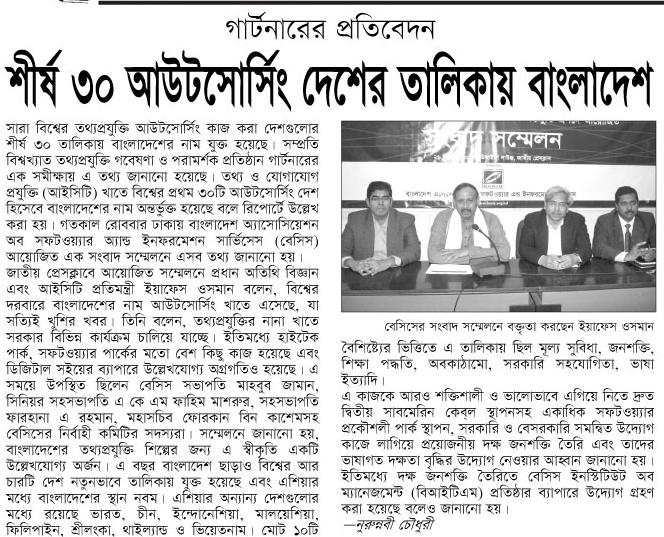 গার্টনারের প্রতিবেদন
শীর্ষ ৩০ আউটসোর্সিং দেশের তালিকায় বাংলাদেশ
সারা বিশ্বের তথ্যপ্রযুক্তি আউটসোর্সিং কাজ করা দেশগুলোর
শীর্ষ ৩০ তালিকায় বাংলাদেশের নাম যুক্ত হয়েছে। সম্প্রতি
বিশ্বখ্যাত তথ্যপ্রযুক্তি গবেষণা ও পরামর্শক প্রতিষ্ঠান গার্টনারের
এক সমীক্ষায় এ তথ্য জানানো হয়েছে। তথ্য ও যোগাযোগ
প্রযুক্তি (আইসিটি) খাতে বিশ্বের প্রথম ৩০টি আউটসোর্সিং দেশ
হিসেবে বাংলাদেশের নাম অন্তর্ভুক্ত হয়েছে বলে রিপোর্টে উল্লেখ
করা হয়। গতকাল রোববার ঢাকায় বাংলাদেশ অ্যাসোসিয়েশন
অব সফটওয়্যার অ্যান্ড ইনফরমেশন সার্ভিসেস (বেসিস)
আয়োজিত এক সংবাদ সম্মেলনে এসব তথ্য জানানো হয়।
জাতীয় প্রেসক্লাবে আয়োজিত সম্মেলনে প্রধান অতিথি বিজ্ঞান
এবং আইসিটি প্রতিমন্ত্রী ইয়াফেস ওসমান বলেন, বিশ্বের
দরবারে বাংলাদেশের নাম আউটসোর্সিং খাতে এসেছে, যা
সত্যিই খুশির খবর। তিনি বলেন, তথ্যপ্রযুক্তির নানা খাতে
সরকার বিভিন্ন কার্যক্রম চালিয়ে যাচ্ছে। ইতিমধ্যে হাইটেক
পার্ক, সফটওয়্যার পার্কের মতো বেশ কিছু কাজ হয়েছে এবং
ডিজিটাল সইয়ের ব্যাপারে উল্লেখযোগ্য অগ্রগতিও হয়েছে। এ
সময়ে উপস্থিত ছিলেন বেসিস সভাপতি মাহবুব জামান,
সিনিয়র সহসভাপতি এ কে এম ফাহিম মাশরুর, সহসভাপতি
ফারহানা এ রহমান, মহাসচিব ফোরকান বিন কাশেমসহ
বেসিসের নির্বাহী কমিটির সদস্যরা। সম্মেলনে জানানো হয়,
বাংলাদেশের তথ্যপ্রযুক্তি শিল্পের জন্য এ স্বীকৃতি একটি
উল্লেখযোগ্য অর্জন। এ বছর বাংলাদেশ ছাড়াও বিশ্বের আর
চারটি দেশ নতুনভাবে তালিকায় যুক্ত হয়েছে এবং এশিয়ার
মধ্যে বাংলাদেশের স্থান নবম। এশিয়ার অন্যান্য দেশগুলোর
মধ্যে রয়েছে ভারত, চীন, ইন্দোনেশিয়া, মালয়েশিয়া,
ফিলিপাইন, শ্রীলংকা, থাইল্যান্ড ও ভিয়েতনাম। মোট ১০টি
সংবাদ সম্মেলন
বেসিসের সংবাদ সম্মেলনে বক্তৃতা করছেন ইয়াফেস ওসমান
বৈশিষ্ট্যের ভিত্তিতে এ তালিকায় ছিল মূল্য সুবিধা, জনশক্তি,
শিক্ষা পদ্ধতি, অবকাঠামো, সরকারি সহযোগিতা, ভাষা
ইত্যাদি।
এ কাজকে আরও শক্তিশালী ও ভালোভাবে এগিয়ে নিতে দ্রুত
দ্বিতীয় সাবমেরিন কেব্‌ল স্থাপনসহ একাধিক সফটওয়্যার
প্রকৌশলী পার্ক স্থাপন, সরকারি ও বেসরকারি সমন্বিত উদ্যোগ
কাজে লাগিয়ে প্রয়োজনীয় দক্ষ জনশক্তি তৈরি এবং তাদের
ভাষাগত দক্ষতা বৃদ্ধির উদ্যোগ নেওয়ার আহ্বান জানানো হয়।
ইতিমধ্যে দক্ষ জনশক্তি তৈরিতে বেসিস ইনস্টিটিউট অব
ম্যানেজমেন্ট (বিআইটিএম) প্রতিষ্ঠার ব্যাপারে উদ্যোগ গ্রহণ
করা হয়েছে বলেও জানানো হয়।
—নুরুন্নবী চৌধুরী